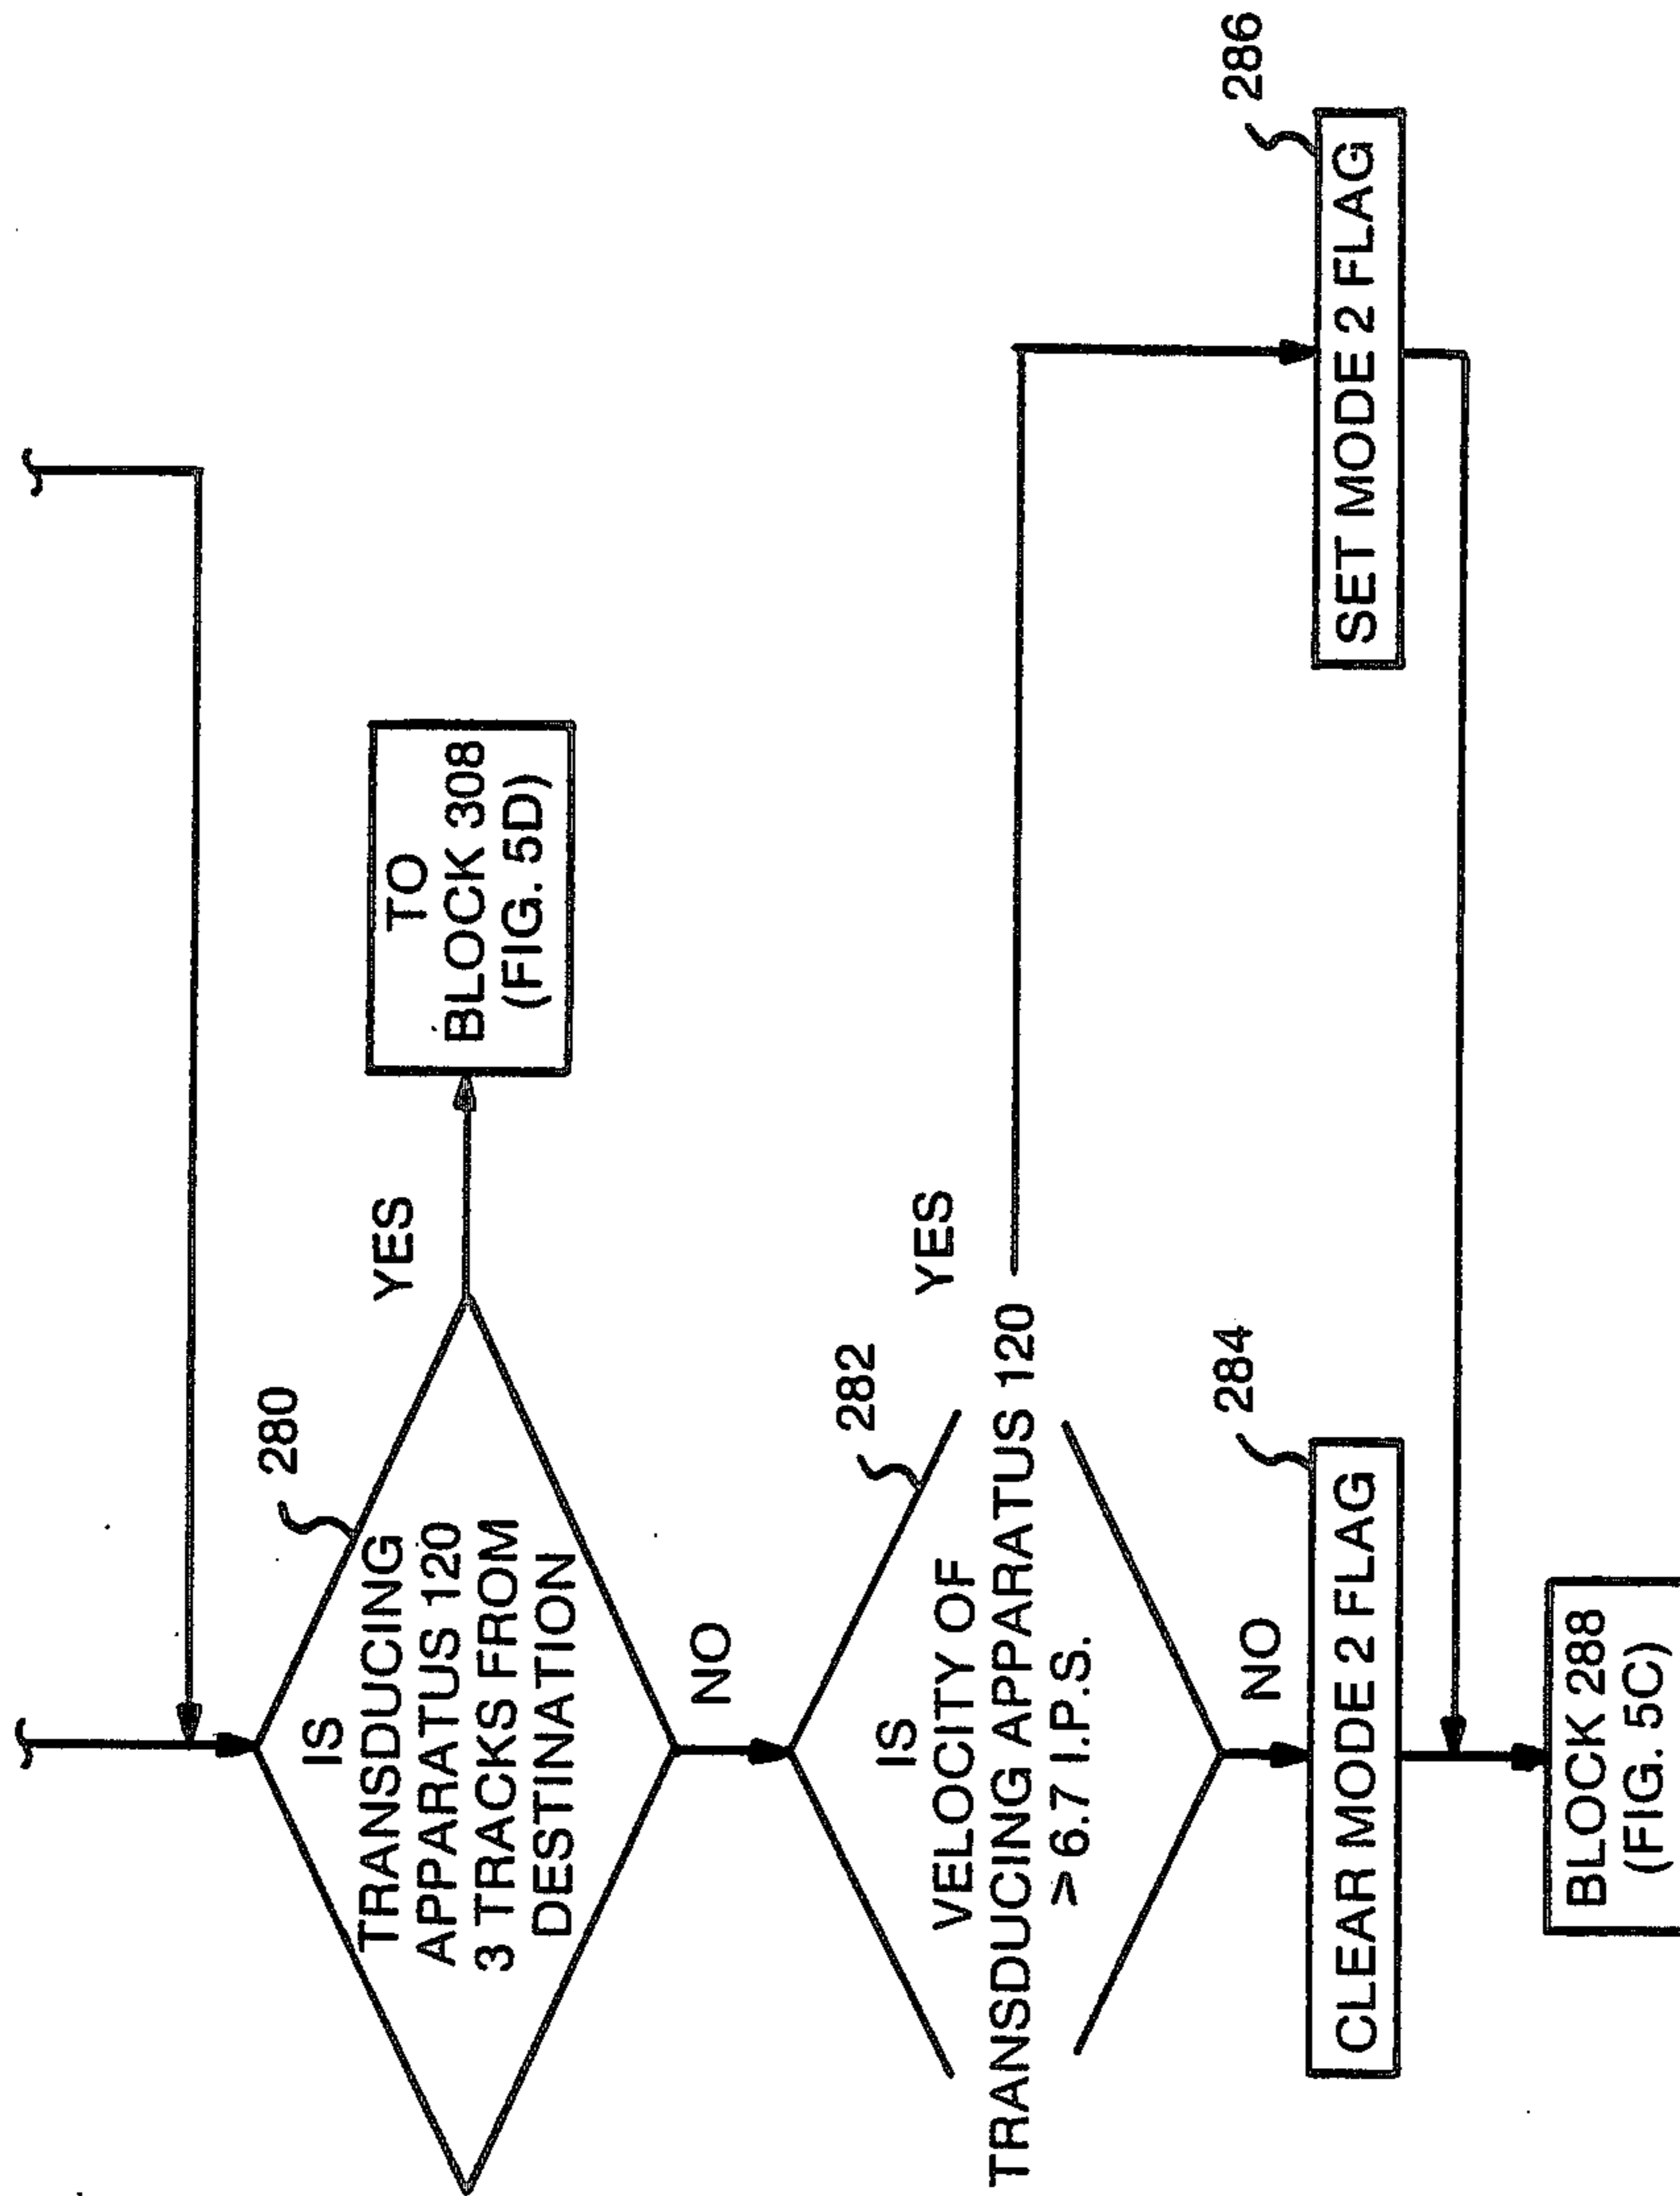 280
IS
TRANSDUCING
APPARATUS 120
3 TRACKS FROM
DESTINATION
YES
TO
BLOCK 308
(FIG. 5D)
NO
282
IS
VELOCITY OF
TRANSDUCING APPARATUS 120
> 6.7 I.P.S.
YES
NO
284
CLEAR MODE 2 FLAG
286
SET MODE 2 FLAG
BLOCK 288
(FIG. 5C)